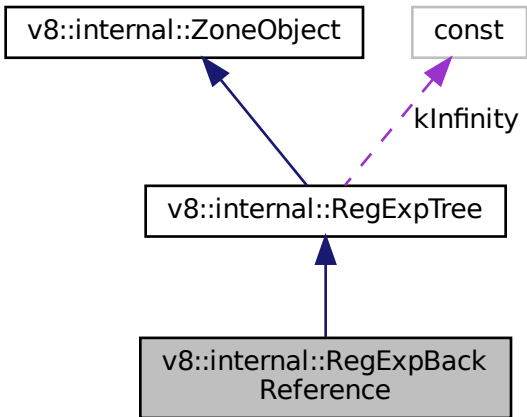 v8::internal::ZoneObject
const
kInfinity
v8::internal::RegExpTree
v8::internal::RegExpBack
Reference